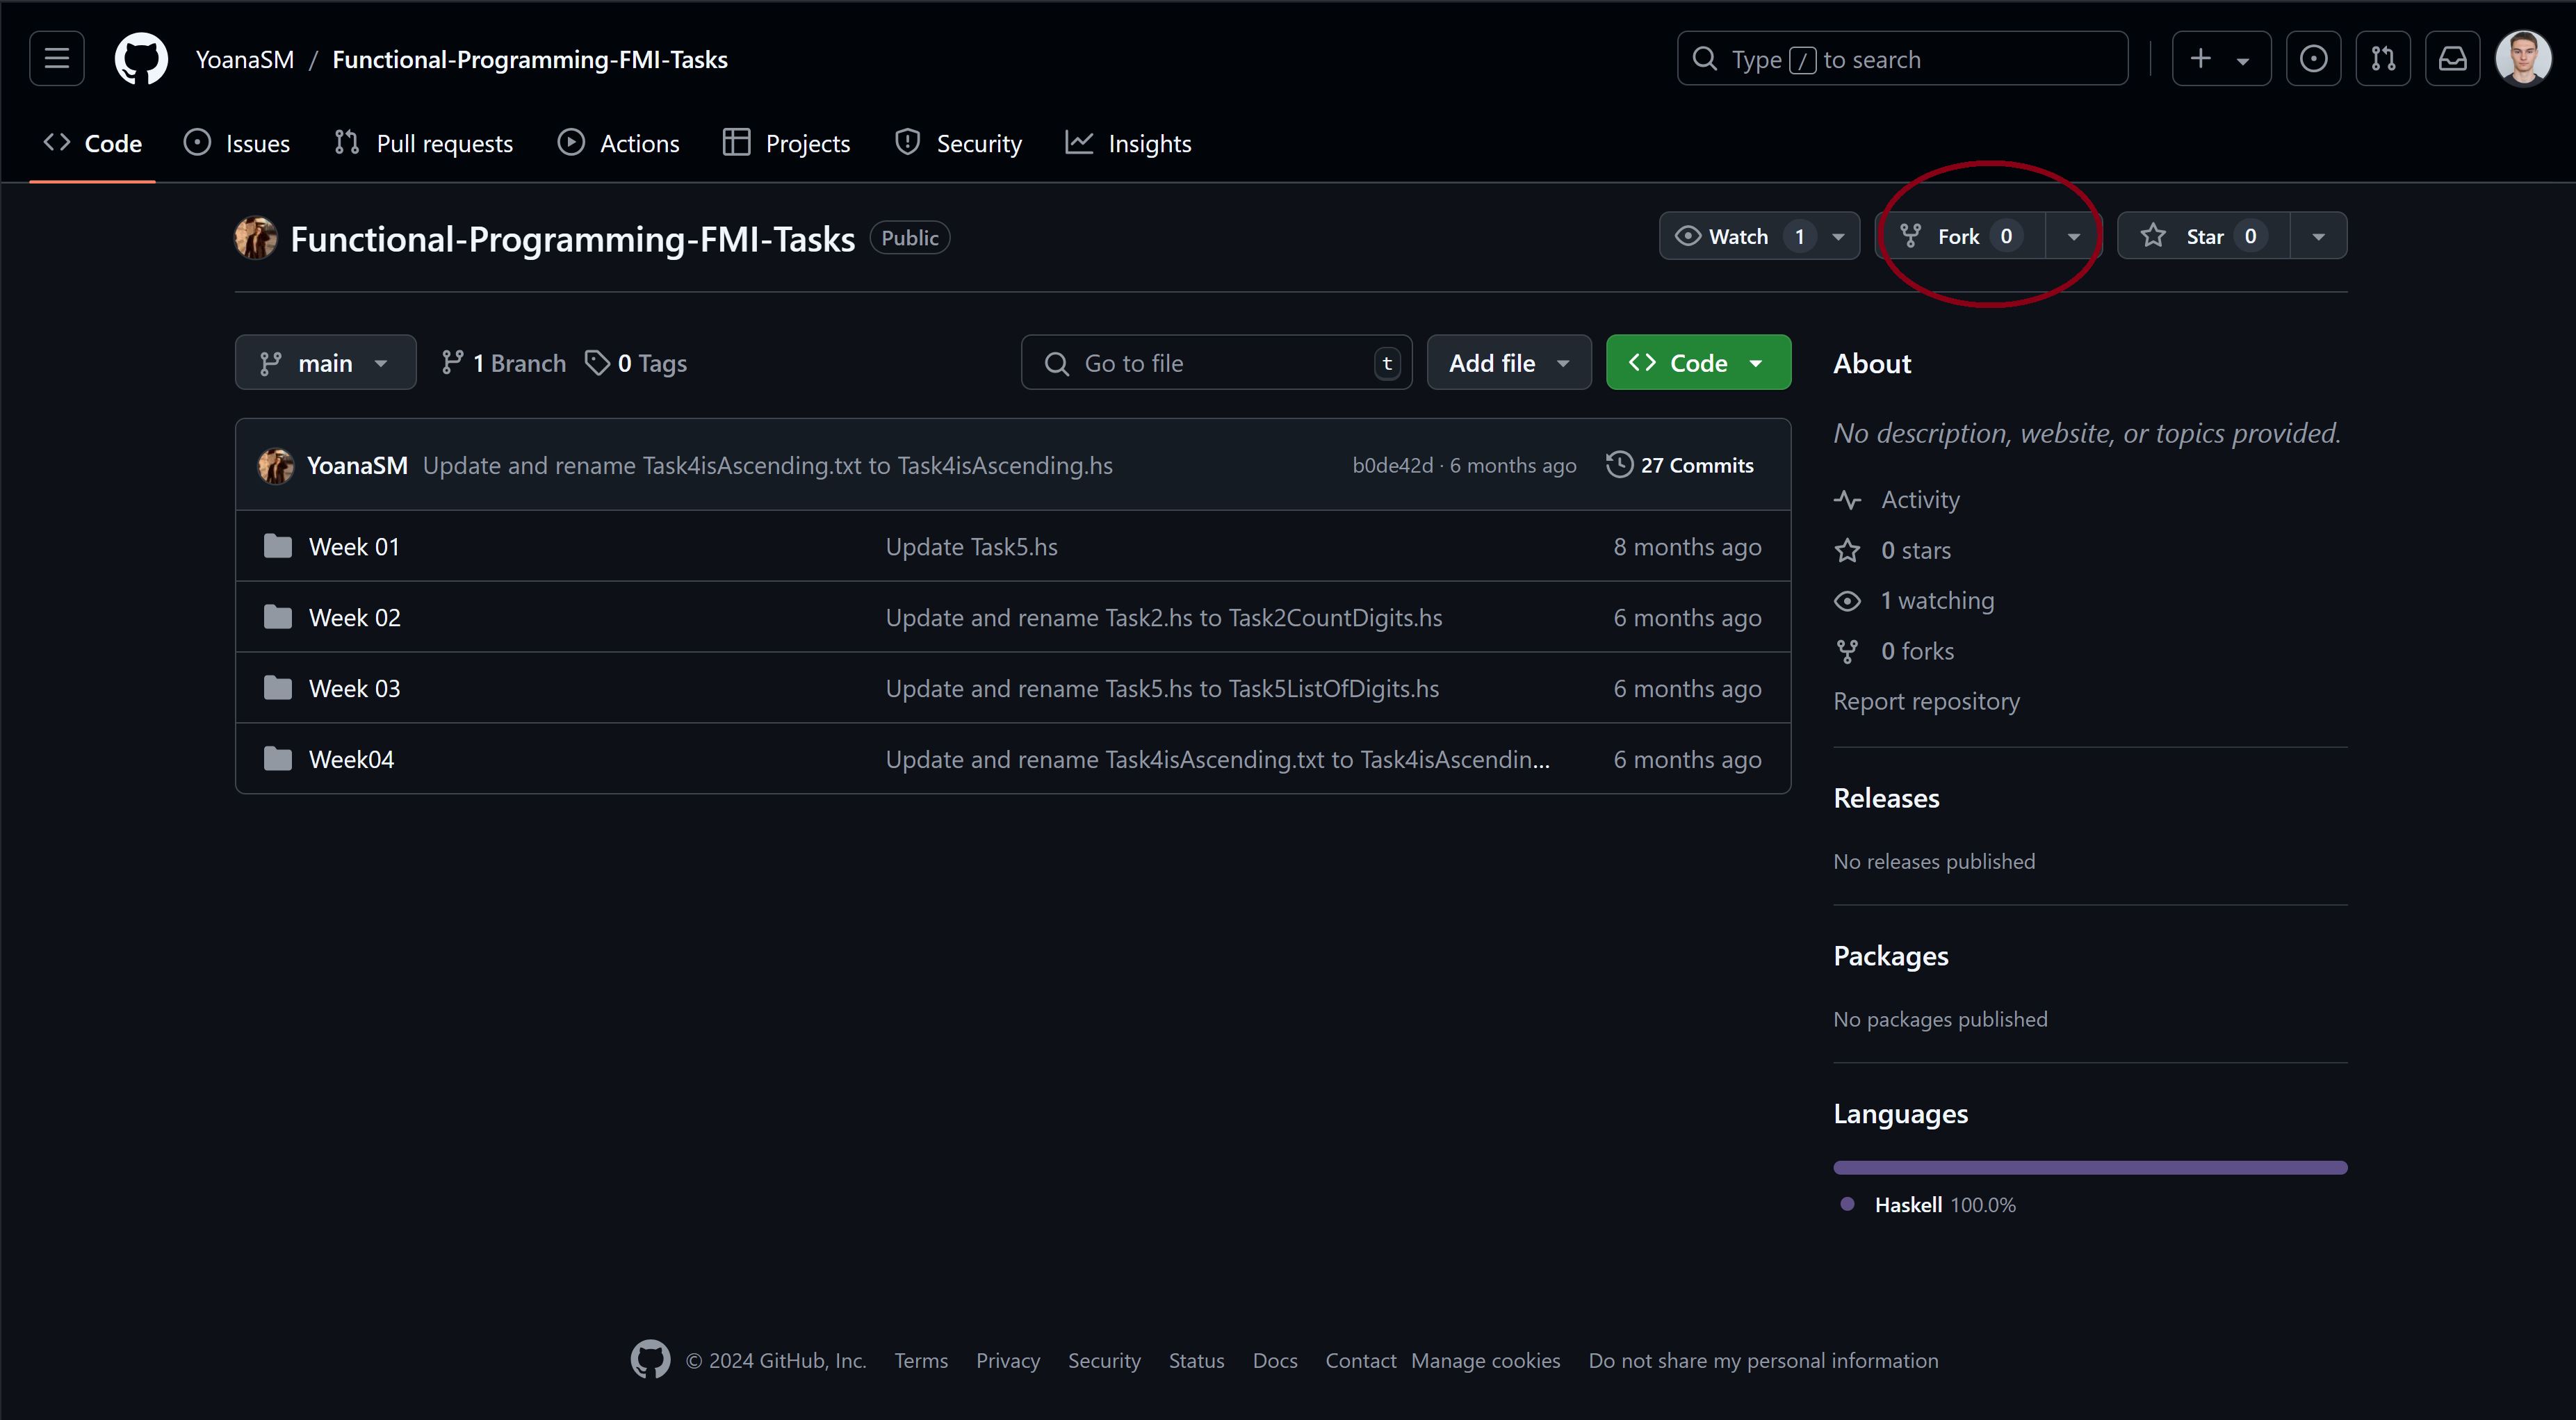 YoanaSM / Functional-Programming-FMI-Tasks
Type / to search
Code Issues Pull requests Actions Projects Security Insights
Functional-Programming-FMI-Tasks Public
Watch 1 Fork 0 Star 0
main 1 Branch 0 Tags
Go to file t Add file Code
YoanaSM Update and rename Task4isAscending.txt to Task4isAscending.hs b0de42d · 6 months ago 27 Commits
Week 01 Update Task5.hs 8 months ago
Week 02 Update and rename Task2.hs to Task2CountDigits.hs 6 months ago
Week 03 Update and rename Task5.hs to Task5ListOfDigits.hs 6 months ago
Week04 Update and rename Task4isAscending.txt to Task4isAscendin... 6 months ago
About
No description, website, or topics provided.
Activity
0 stars
1 watching
0 forks
Report repository
Releases
No releases published
Packages
No packages published
Languages
Haskell 100.0%
© 2024 GitHub, Inc. Terms Privacy Security Status Docs Contact Manage cookies Do not share my personal information